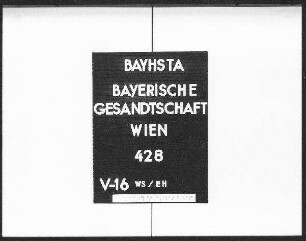 BAYHSTA
BAYERISCHE
GESANDTSCHAFT
WIEN
428
V-16 WS/EH